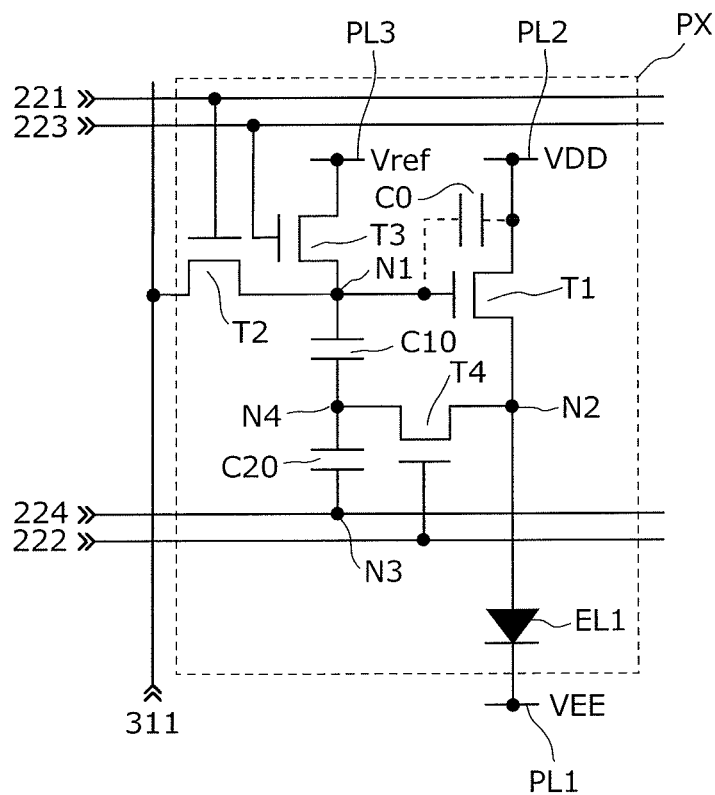 PL3
PL2
PX
221
223
Vref
VDD
C0
T3
N1
T1
T2
C10
T4
N4
N2
C20
224
222
N3
EL1
VEE
311
PL1